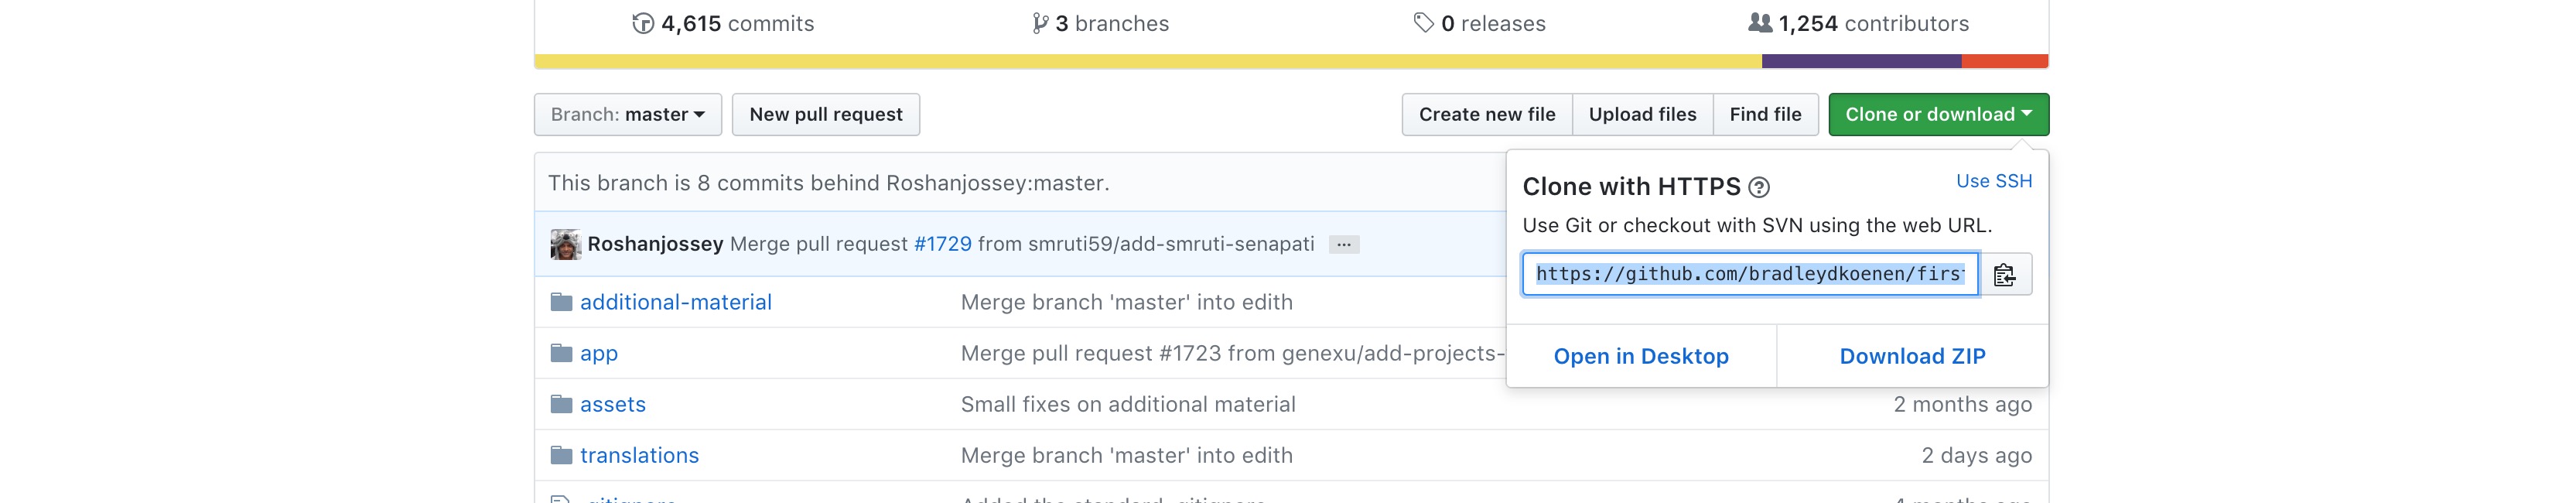 4,615 commits 3 branches 0 releases 1,254 contributors
Branch: master New pull request Create new file Upload files Find file Clone or download
This branch is 8 commits behind Roshanjossey:master.
Clone with HTTPS Use SSH
Use Git or checkout with SVN using the web URL.
https://github.com/bradleydkoenen/firs
Open in Desktop Download ZIP
Roshanjossey Merge pull request #1729 from smruti59/add-smruti-senapati ...
additional-material Merge branch 'master' into edith
app Merge pull request #1723 from genexu/add-projects-
assets Small fixes on additional material 2 months ago
translations Merge branch 'master' into edith 2 days ago